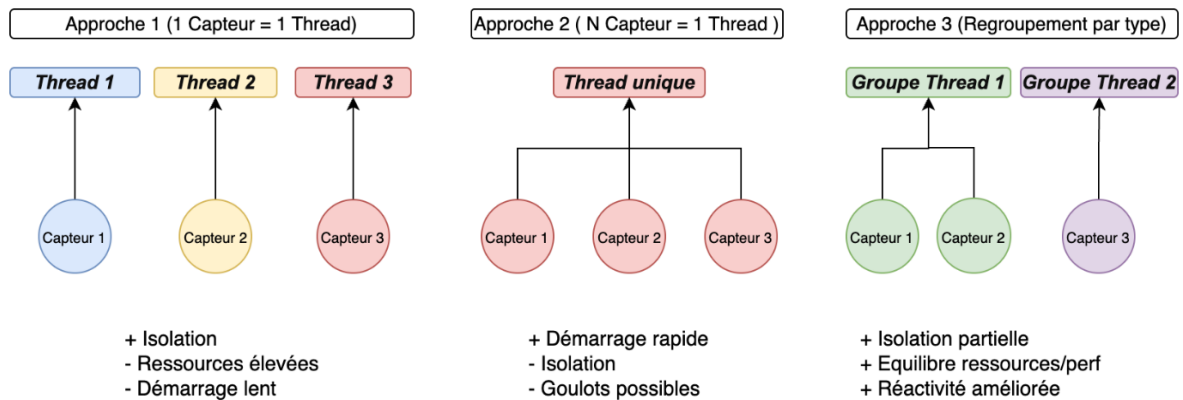 Approche 1 (1 Capteur = 1 Thread)
Thread 1
Thread 2
Thread 3
Capteur 1
Capteur 2
Capteur 3
+ Isolation
- Ressources élevées
- Démarrage lent
Approche 2 ( N Capteur = 1 Thread )
Thread unique
Capteur 1
Capteur 2
Capteur 3
+ Démarrage rapide
- Isolation
- Goulots possibles
Approche 3 (Regroupement par type)
Groupe Thread 1
Groupe Thread 2
Capteur 1
Capteur 2
Capteur 3
+ Isolation partielle
+ Equilibre ressources/perf
+ Réactivité améliorée